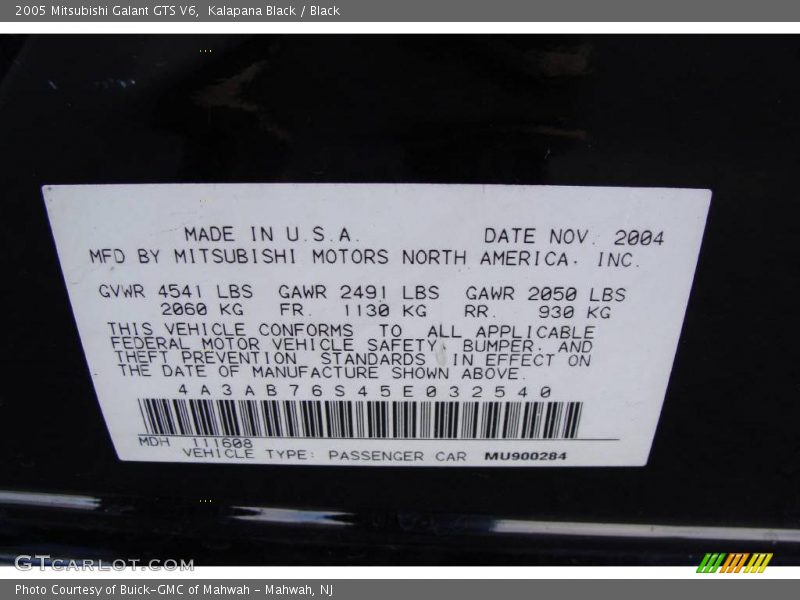 2005 Mitsubishi Galant GTS V6,  Kalapana Black / Black
MADE IN U.S.A.   DATE NOV. 2004
MFD BY MITSUBISHI MOTORS NORTH AMERICA. INC.
GVWR 4541 LBS   GAWR 2491 LBS   GAWR 2050 LBS
2060 KG   FR.   1130 KG   RR.   930 KG
THIS VEHICLE CONFORMS TO ALL APPLICABLE
FEDERAL MOTOR VEHICLE SAFETY, BUMPER, AND
THEFT PREVENTION STANDARDS IN EFFECT ON
THE DATE OF MANUFACTURE SHOWN ABOVE.
4A3AB76S45E032540
MDH 111608
VEHICLE TYPE: PASSENGER CAR MU900284
GTCARLOT.COM
Photo Courtesy of Buick-GMC of Mahwah - Mahwah, NJ